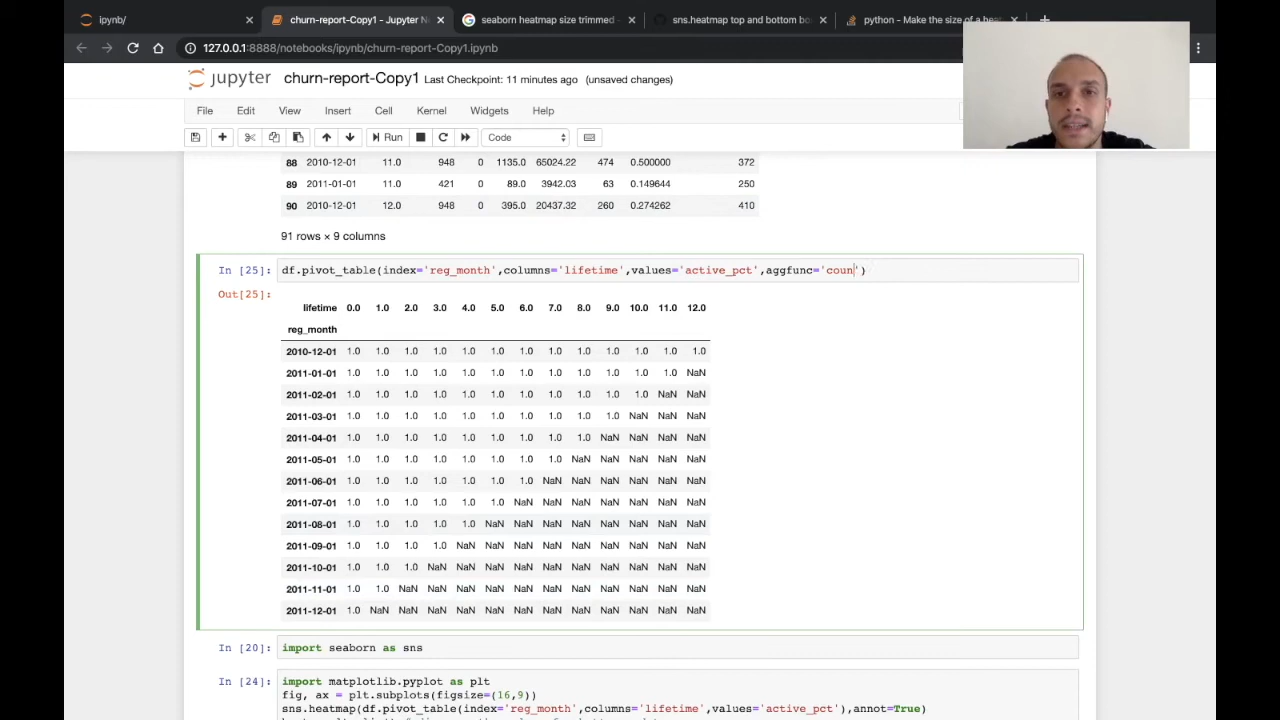 ipynb/
churn-report-Copy1 - Jupyter N
seaborn heatmap size trimmed -
sns.heatmap top and bottom bo
python - Make the size of a hea
127.0.0.1:8888/notebooks/ipynb/churn-report-Copy1.ipynb
jupyter churn-report-Copy1 Last Checkpoint: 11 minutes ago (unsaved changes)
File Edit View Insert Cell Kernel Widgets Help
Run Code
88 2010-12-01 11.0 948 0 1135.0 65024.22 474 0.500000 372
89 2011-01-01 11.0 421 0 89.0 3942.03 63 0.149644 250
90 2010-12-01 12.0 948 0 395.0 20437.32 260 0.274262 410
91 rows × 9 columns
In [25]: df.pivot_table(index='reg_month',columns='lifetime',values='active_pct',aggfunc='coun')
Out[25]:
lifetime 0.0 1.0 2.0 3.0 4.0 5.0 6.0 7.0 8.0 9.0 10.0 11.0 12.0
reg_month
2010-12-01 1.0 1.0 1.0 1.0 1.0 1.0 1.0 1.0 1.0 1.0 1.0 1.0 1.0
2011-01-01 1.0 1.0 1.0 1.0 1.0 1.0 1.0 1.0 1.0 1.0 1.0 1.0 NaN
2011-02-01 1.0 1.0 1.0 1.0 1.0 1.0 1.0 1.0 1.0 1.0 1.0 NaN NaN
2011-03-01 1.0 1.0 1.0 1.0 1.0 1.0 1.0 1.0 1.0 1.0 NaN NaN NaN
2011-04-01 1.0 1.0 1.0 1.0 1.0 1.0 1.0 1.0 1.0 NaN NaN NaN NaN
2011-05-01 1.0 1.0 1.0 1.0 1.0 1.0 1.0 1.0 NaN NaN NaN NaN NaN
2011-06-01 1.0 1.0 1.0 1.0 1.0 1.0 1.0 NaN NaN NaN NaN NaN NaN
2011-07-01 1.0 1.0 1.0 1.0 1.0 1.0 NaN NaN NaN NaN NaN NaN NaN
2011-08-01 1.0 1.0 1.0 1.0 1.0 NaN NaN NaN NaN NaN NaN NaN NaN
2011-09-01 1.0 1.0 1.0 1.0 NaN NaN NaN NaN NaN NaN NaN NaN NaN
2011-10-01 1.0 1.0 1.0 NaN NaN NaN NaN NaN NaN NaN NaN NaN NaN
2011-11-01 1.0 1.0 NaN NaN NaN NaN NaN NaN NaN NaN NaN NaN NaN
2011-12-01 1.0 NaN NaN NaN NaN NaN NaN NaN NaN NaN NaN NaN NaN
In [20]: import seaborn as sns
In [24]: import matplotlib.pyplot as plt
fig, ax = plt.subplots(figsize=(16,9))
sns.heatmap(df.pivot_table(index='reg_month',columns='lifetime',values='active_pct'),annot=True)